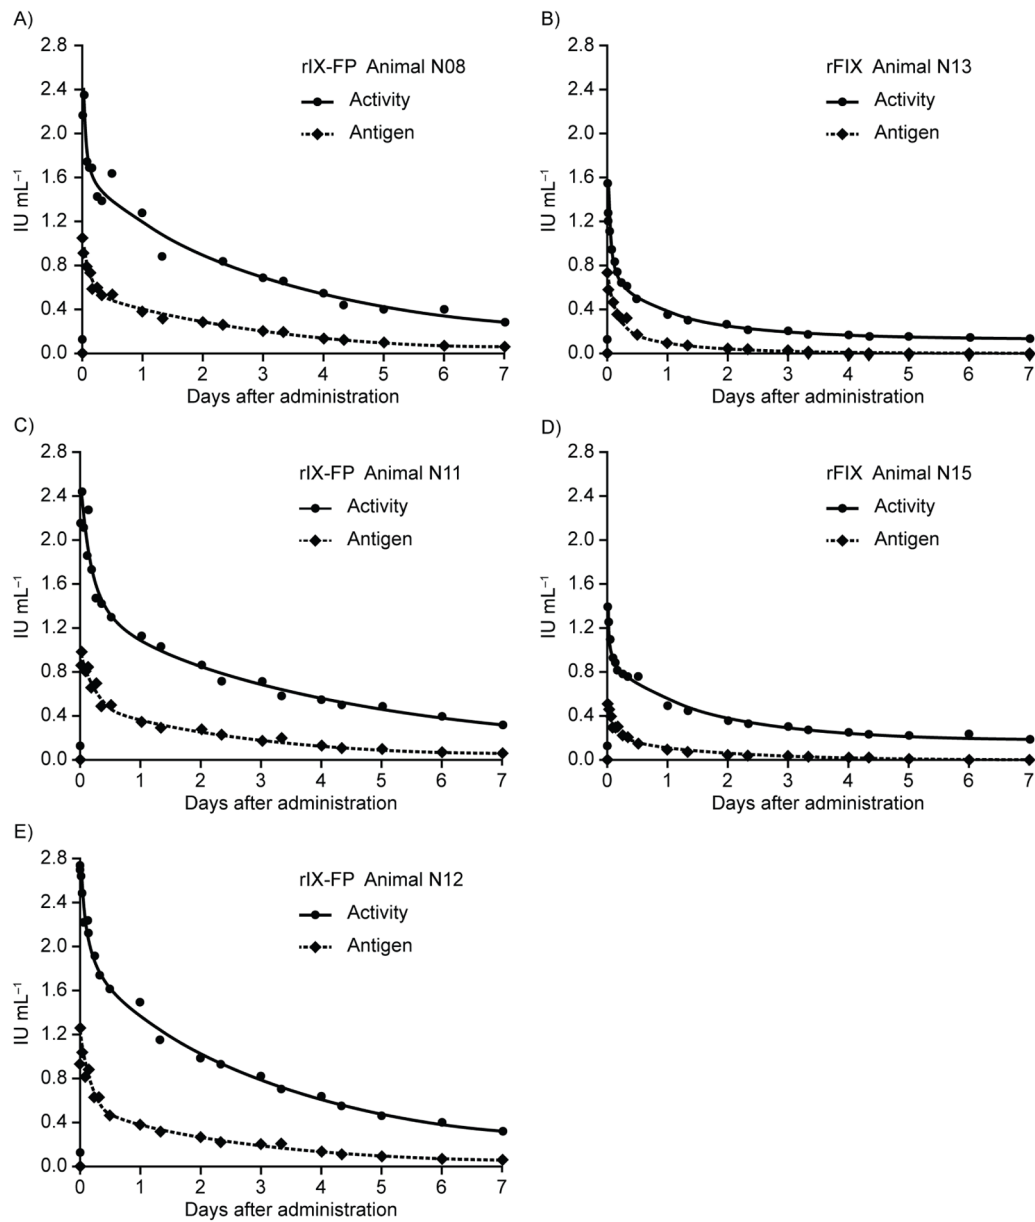 A)
2.8
2.4
2.0
1.6
1.2
0.8
0.4
0.0
IU mL⁻¹
rIX-FP Animal N08
Activity
Antigen
0 1 2 3 4 5 6 7
Days after administration
B)
2.8
2.4
2.0
1.6
1.2
0.8
0.4
0.0
IU mL⁻¹
rFIX Animal N13
Activity
Antigen
0 1 2 3 4 5 6 7
Days after administration
C)
2.8
2.4
2.0
1.6
1.2
0.8
0.4
0.0
IU mL⁻¹
rIX-FP Animal N11
Activity
Antigen
0 1 2 3 4 5 6 7
Days after administration
D)
2.8
2.4
2.0
1.6
1.2
0.8
0.4
0.0
IU mL⁻¹
rFIX Animal N15
Activity
Antigen
0 1 2 3 4 5 6 7
Days after administration
E)
2.8
2.4
2.0
1.6
1.2
0.8
0.4
0.0
IU mL⁻¹
rIX-FP Animal N12
Activity
Antigen
0 1 2 3 4 5 6 7
Days after administration